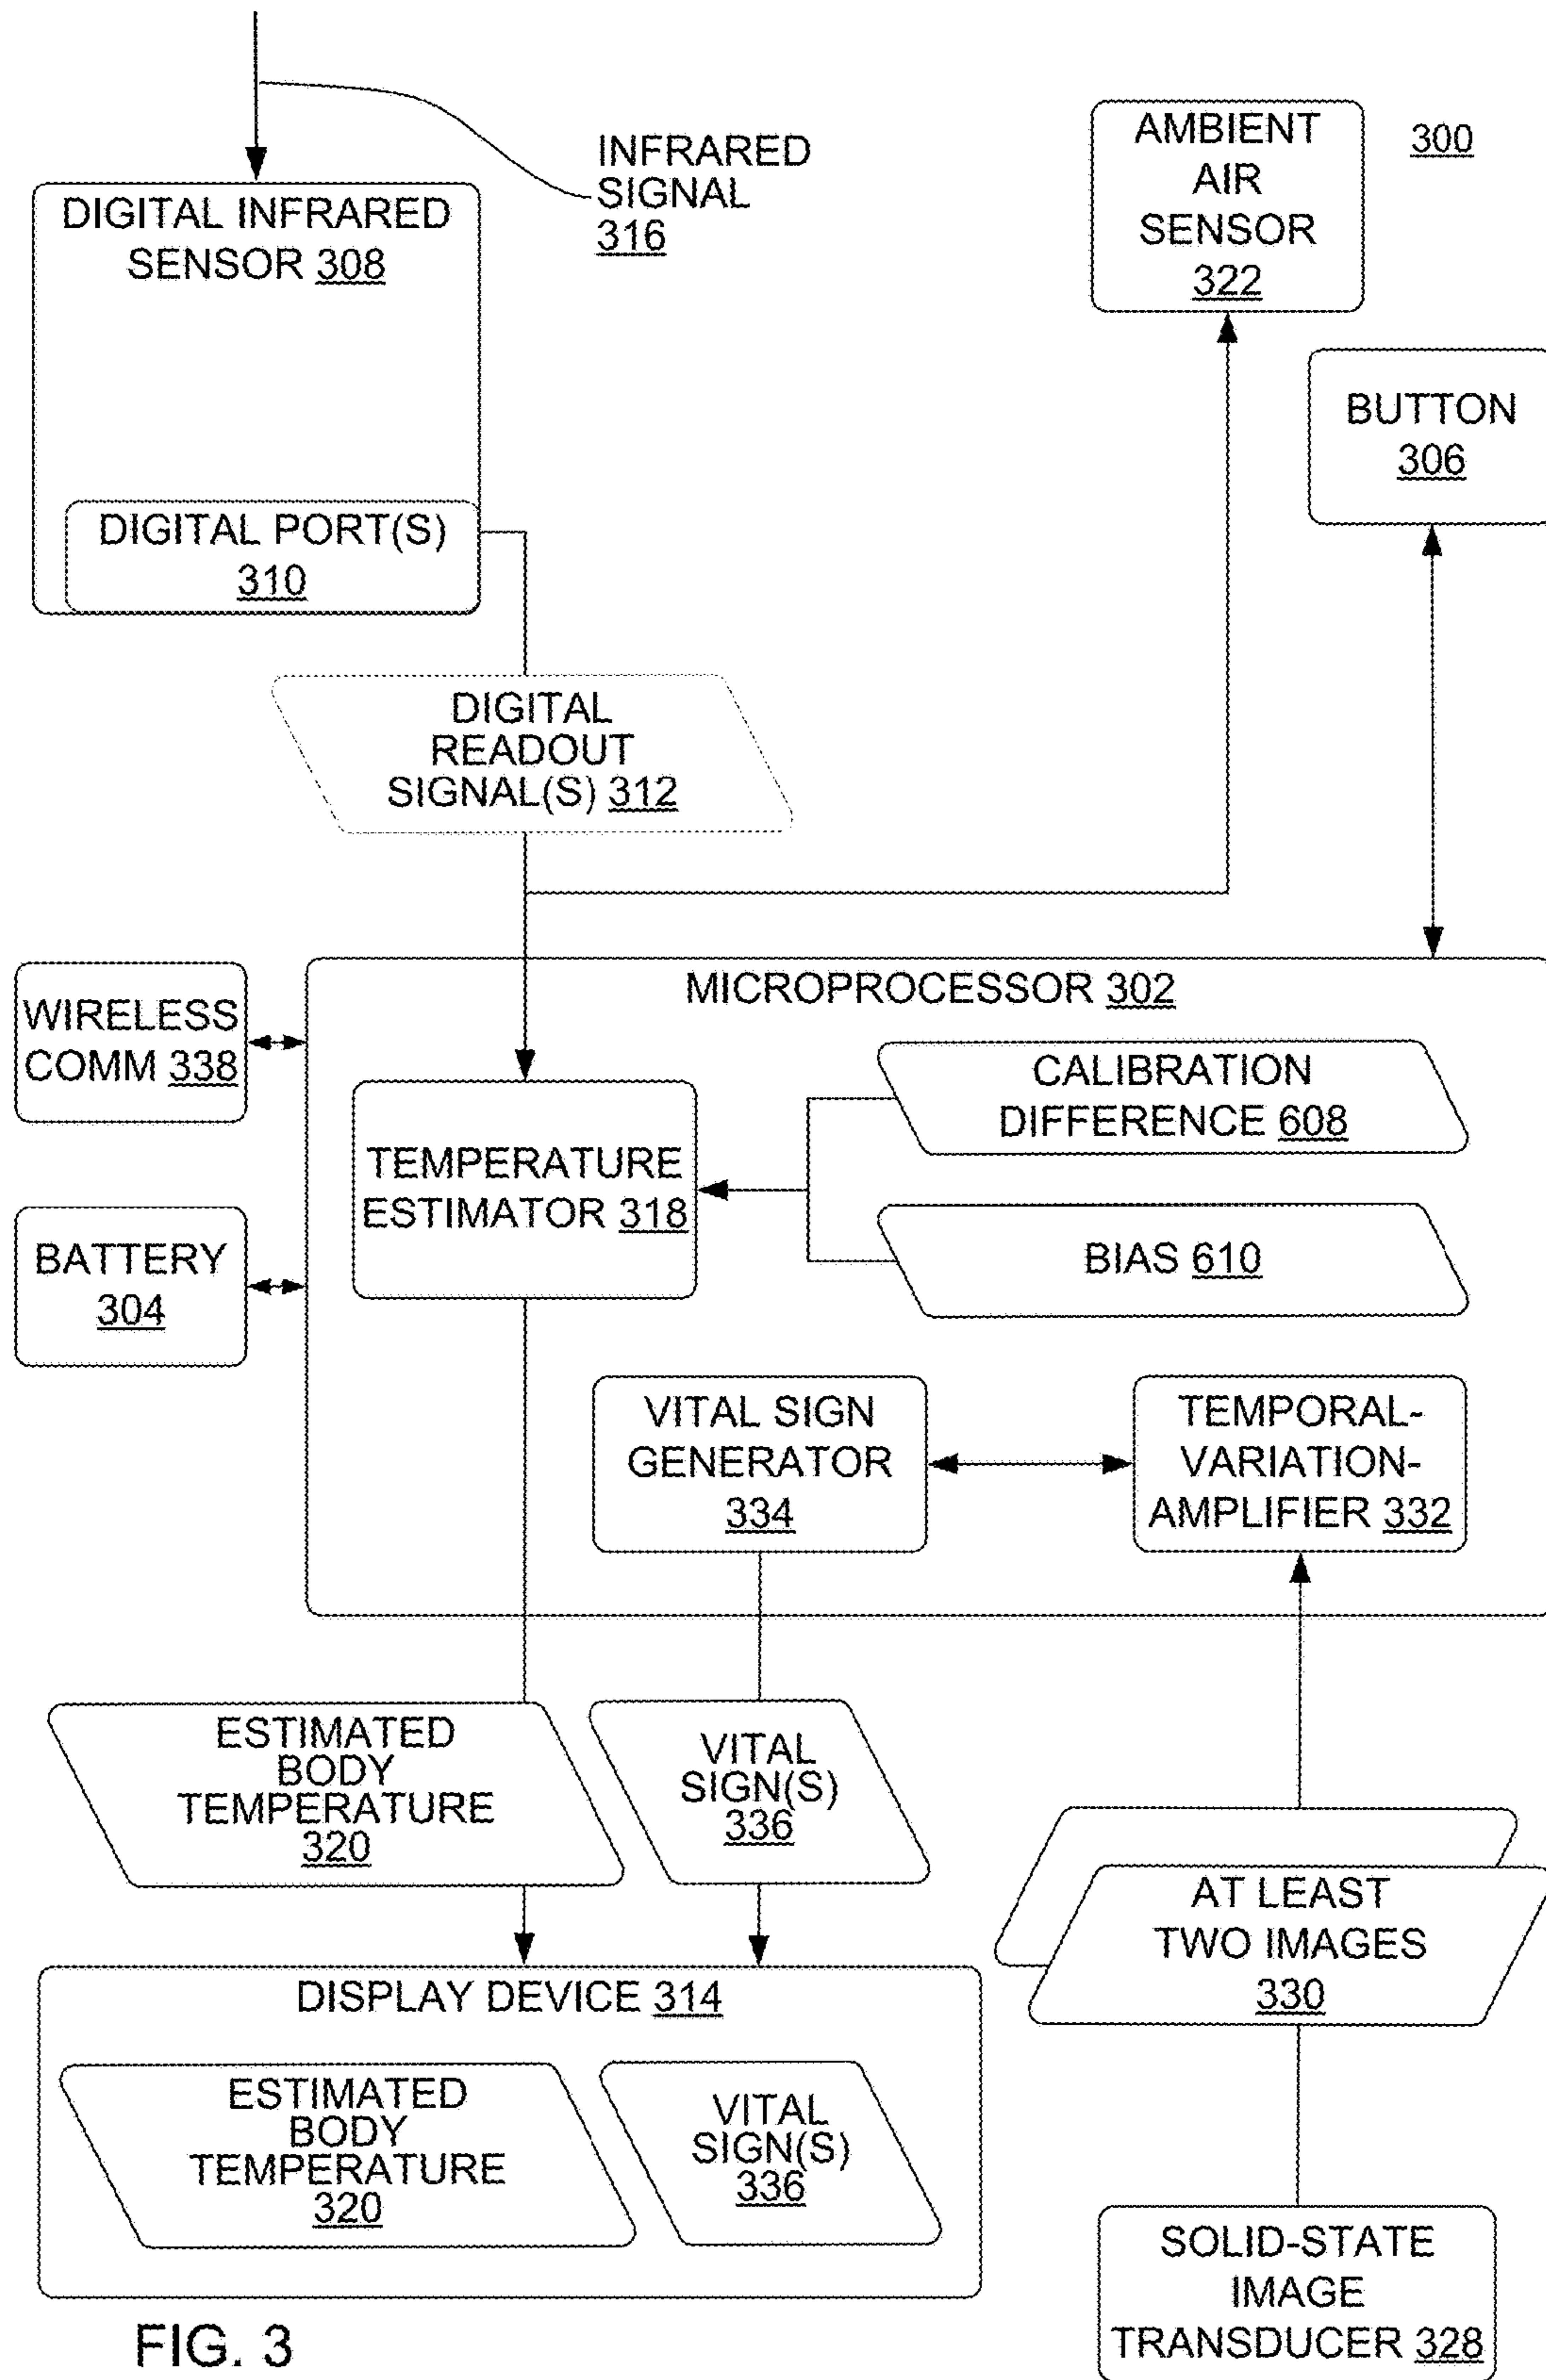 INFRARED
SIGNAL
316
AMBIENT
AIR
SENSOR
322
300
DIGITAL INFRARED
SENSOR 308
BUTTON
306
DIGITAL PORT(S)
310
DIGITAL
READOUT
SIGNAL(S) 312
MICROPROCESSOR 302
WIRELESS
COMM 338
CALIBRATION
DIFFERENCE 608
TEMPERATURE
ESTIMATOR 318
BATTERY
304
BIAS 610
VITAL SIGN
GENERATOR
334
TEMPORAL-
VARIATION-
AMPLIFIER 332
ESTIMATED
BODY
TEMPERATURE
320
VITAL
SIGN(S)
336
AT LEAST
TWO IMAGES
330
DISPLAY DEVICE 314
ESTIMATED
BODY
TEMPERATURE
320
VITAL
SIGN(S)
336
SOLID-STATE
IMAGE
TRANSDUCER 328
FIG. 3